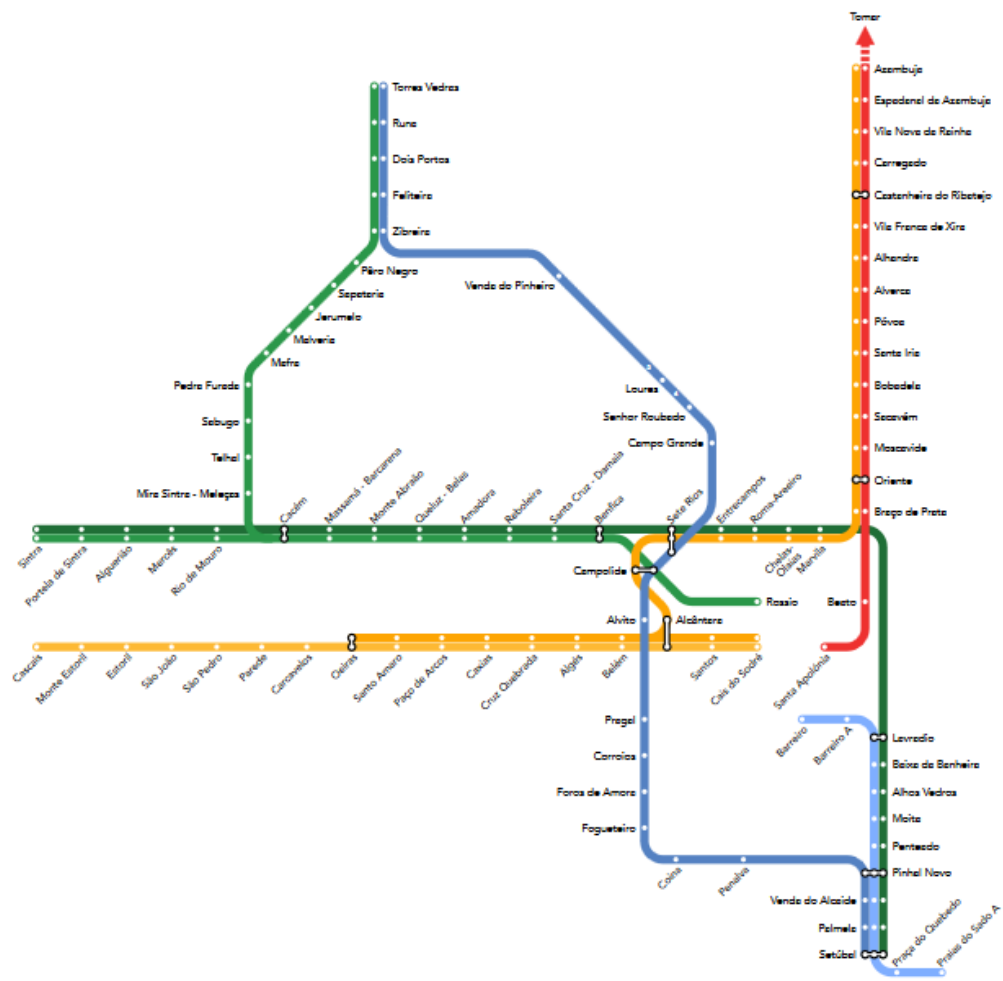 Tomar
Azambuja
Espadanal da Azambuja
Vila Nova da Rainha
Carregado
Castanheira do Ribatejo
Vila Franca de Xira
Alhandra
Alverca
Póvoa
Santa Iria
Bobadela
Sacavém
Moscavide
Oriente
Braço de Prata
Beato
Santa Apolónia
Torres Vedras
Runa
Dois Portos
Feliteira
Zibreira
Pêro Negro
Sapataria
Jerumelo
Malveria
Mafra
Pedra Furada
Sabugo
Telhal
Mira Sintra - Meleças
Venda do Pinheiro
Loures
Senhor Roubado
Campo Grande
Sintra
Portela de Sintra
Algueirão
Mercês
Rio de Mouro
Cacém
Massamá - Barcarena
Monte Abraão
Queluz - Belas
Amadora
Reboleira
Santa Cruz - Damaia
Benfica
Sete Rios
Entrecampos
Roma-Areeiro
Chelas-
Olaias
Marvila
Campolide
Rossio
Alvito
Alcântara
Cascais
Monte Estoril
Estoril
São João
São Pedro
Parede
Carcavelos
Oeiras
Santo Amaro
Paço de Arcos
Caxias
Cruz Quebrada
Algés
Belém
Santos
Cais do Sodré
Pragal
Corroios
Foros de Amora
Fogueteiro
Coina
Penalva
Barreiro
Barreiro A
Lavradio
Baixa da Banheira
Alhos Vedros
Moita
Penteado
Pinhal Novo
Venda do Alcaide
Palmela
Setúbal
Praça do Quebedo
Praias do Sado A